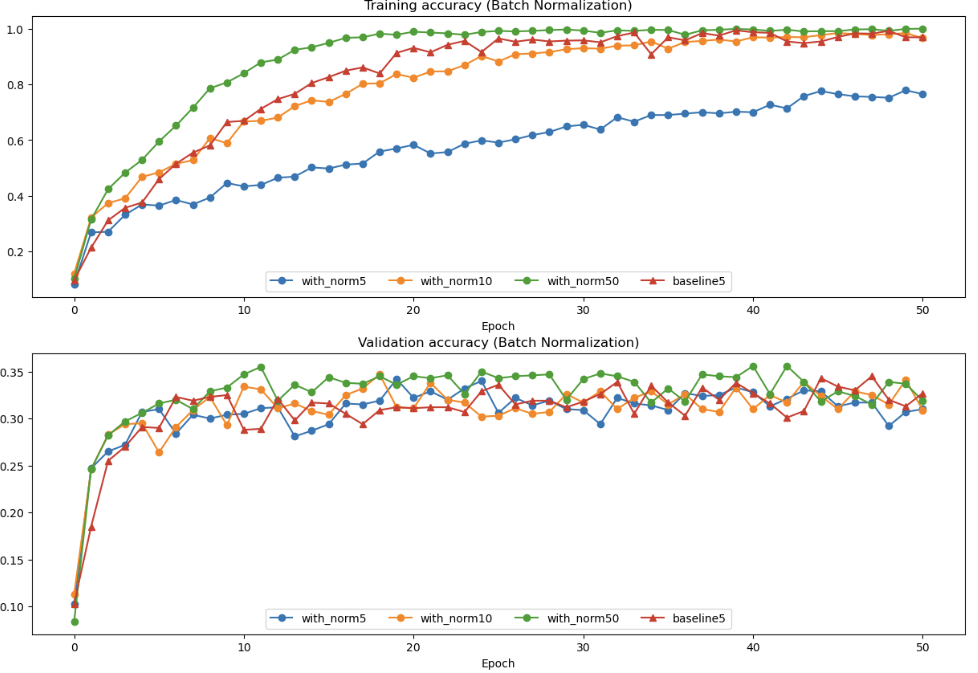 Training accuracy (Batch Normalization)
1.0
0.8
0.6
0.4
0.2
with_norm5 with_norm10 with_norm50 baseline5
0 10 20 30 40 50
Epoch
Validation accuracy (Batch Normalization)
0.35
0.30
0.25
0.20
0.15
0.10
with_norm5 with_norm10 with_norm50 baseline5
0 10 20 30 40 50
Epoch